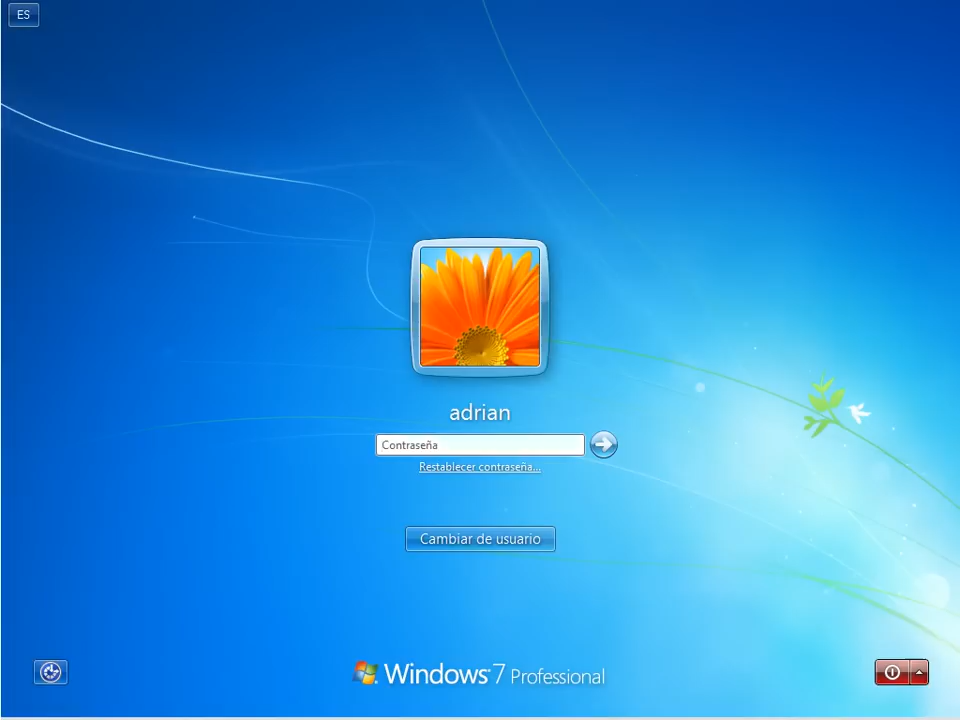 ES
adrian
Contraseña
Restablecer contraseña...
Cambiar de usuario
Windows 7 Professional